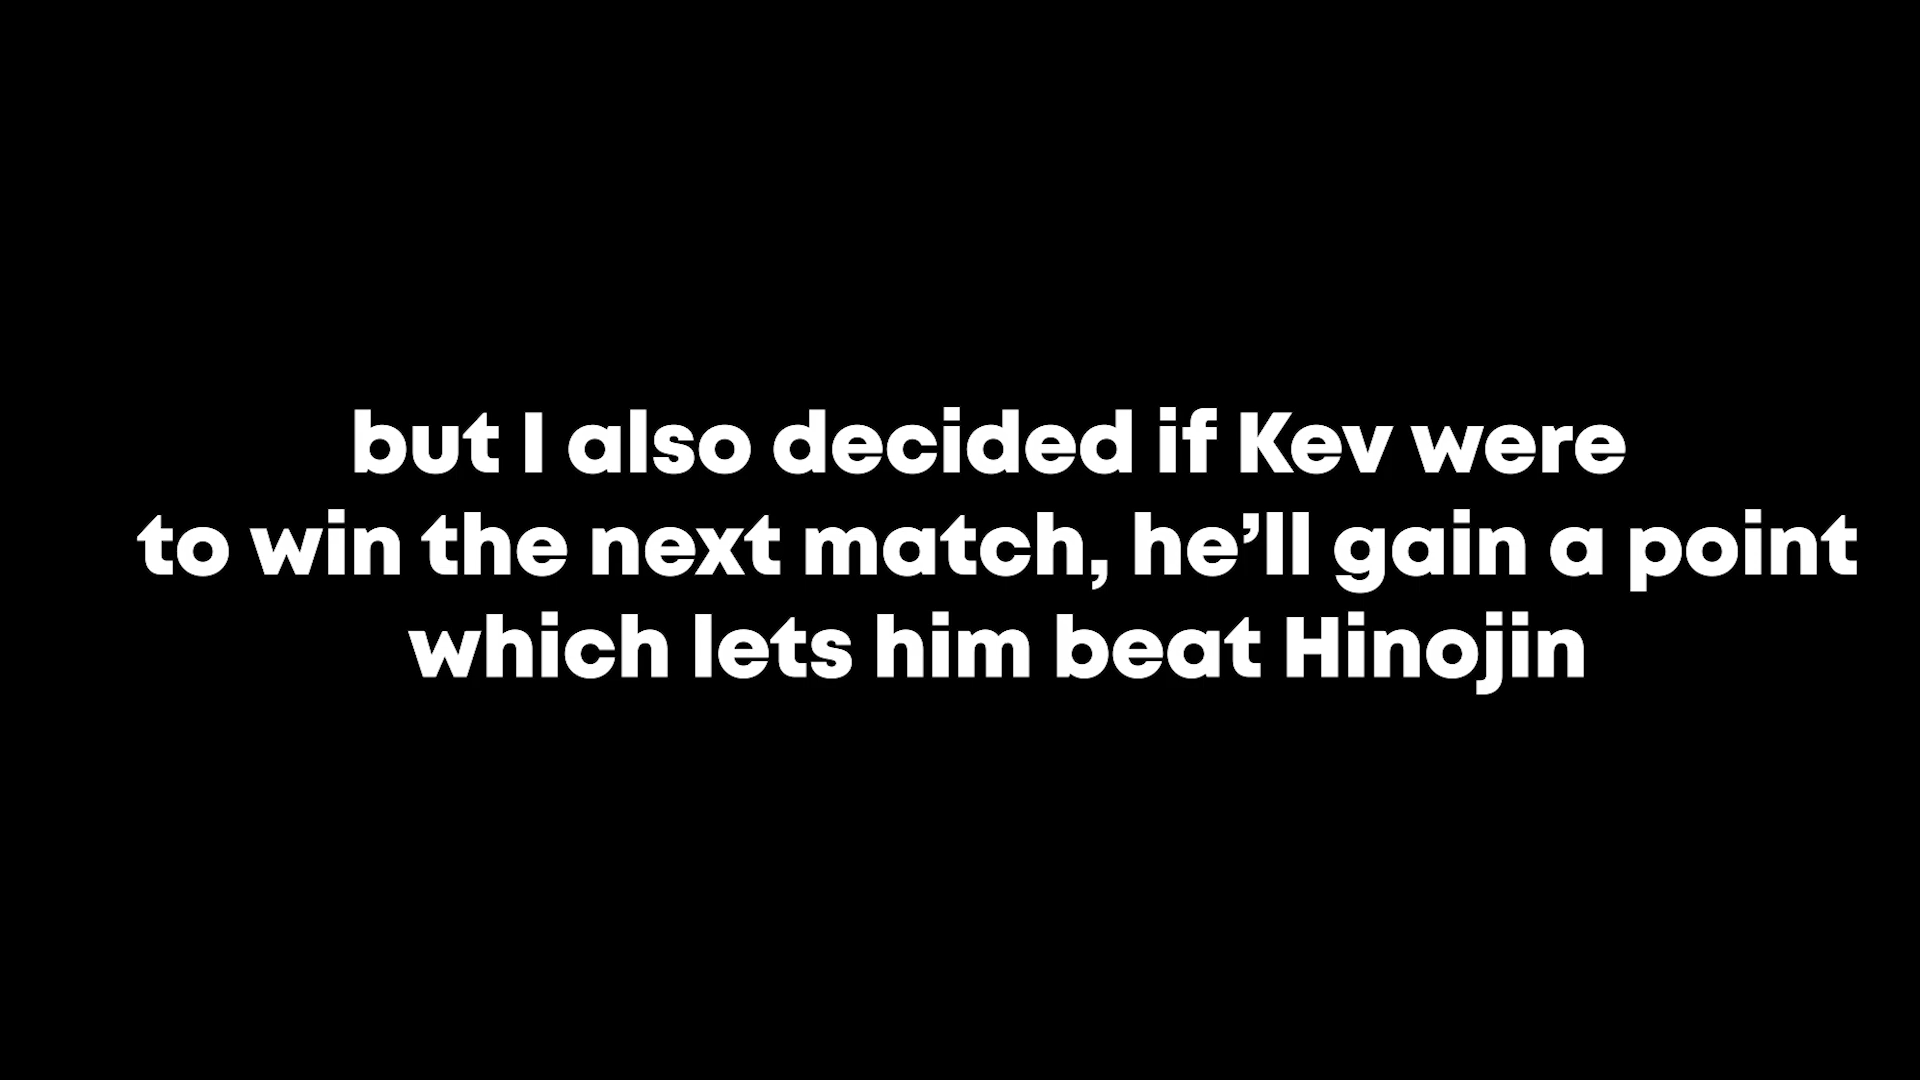 but I also decided if Kev were
to win the next match, he’ll gain a point
which lets him beat Hinojin